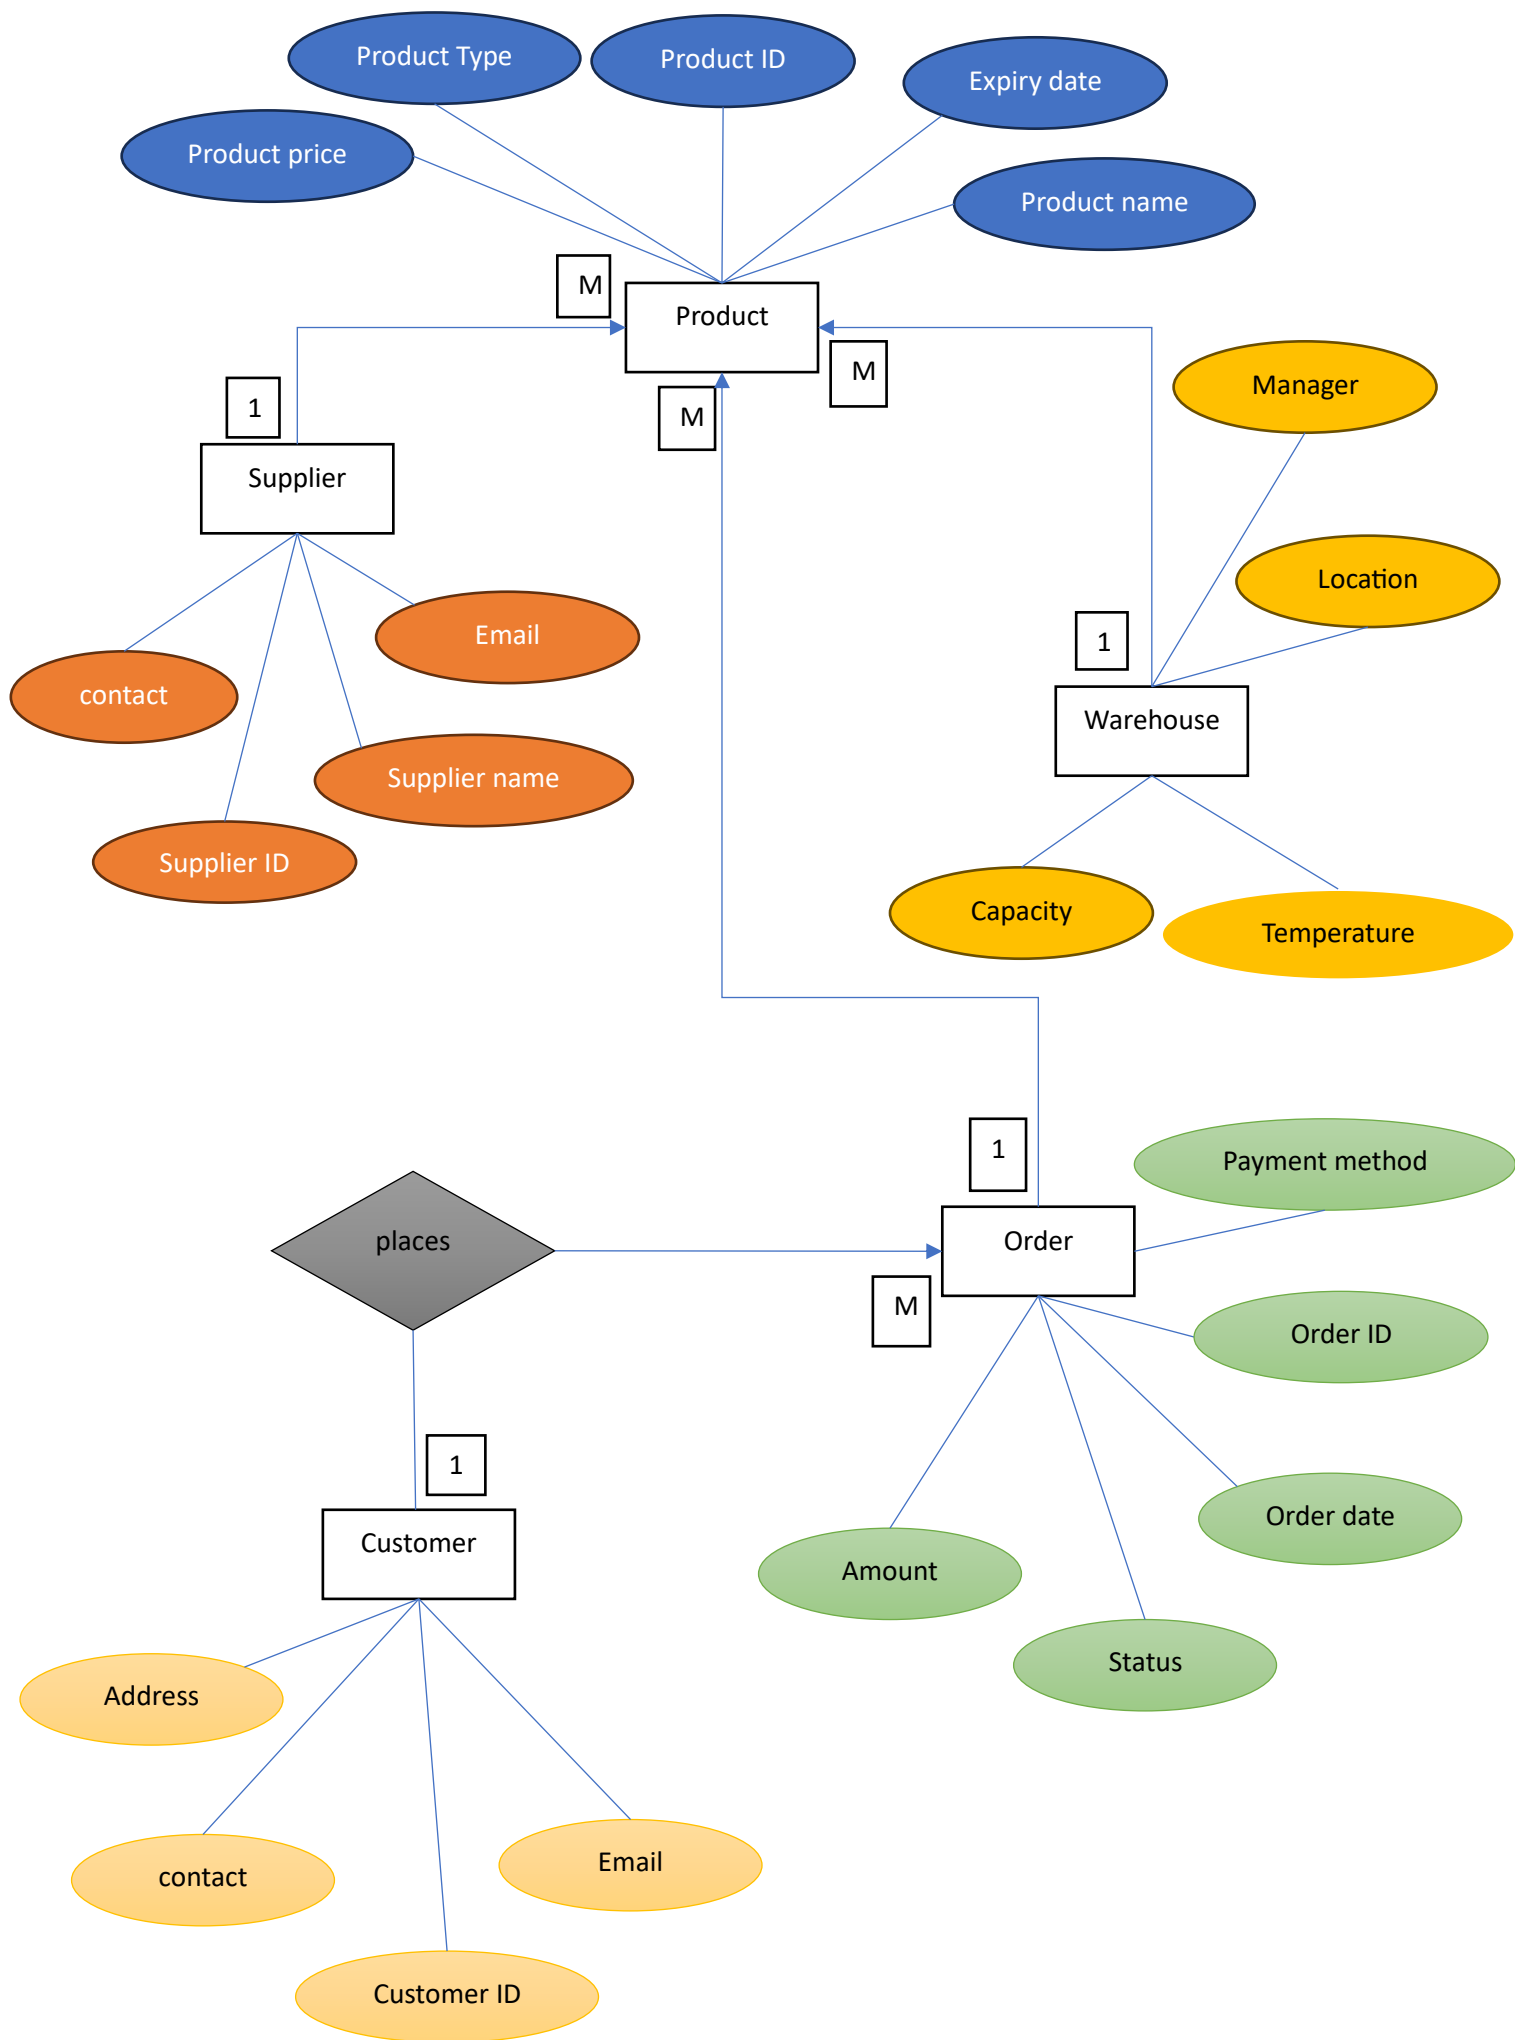 Product Type
Product ID
Expiry date
Product price
Product name
M
Product
M
1
M
Manager
Supplier
Location
Email
1
contact
Warehouse
Supplier name
Supplier ID
Capacity
Temperature
1
Payment method
places
Order
M
Order ID
1
Order date
Customer
Amount
Status
Address
contact
Email
Customer ID